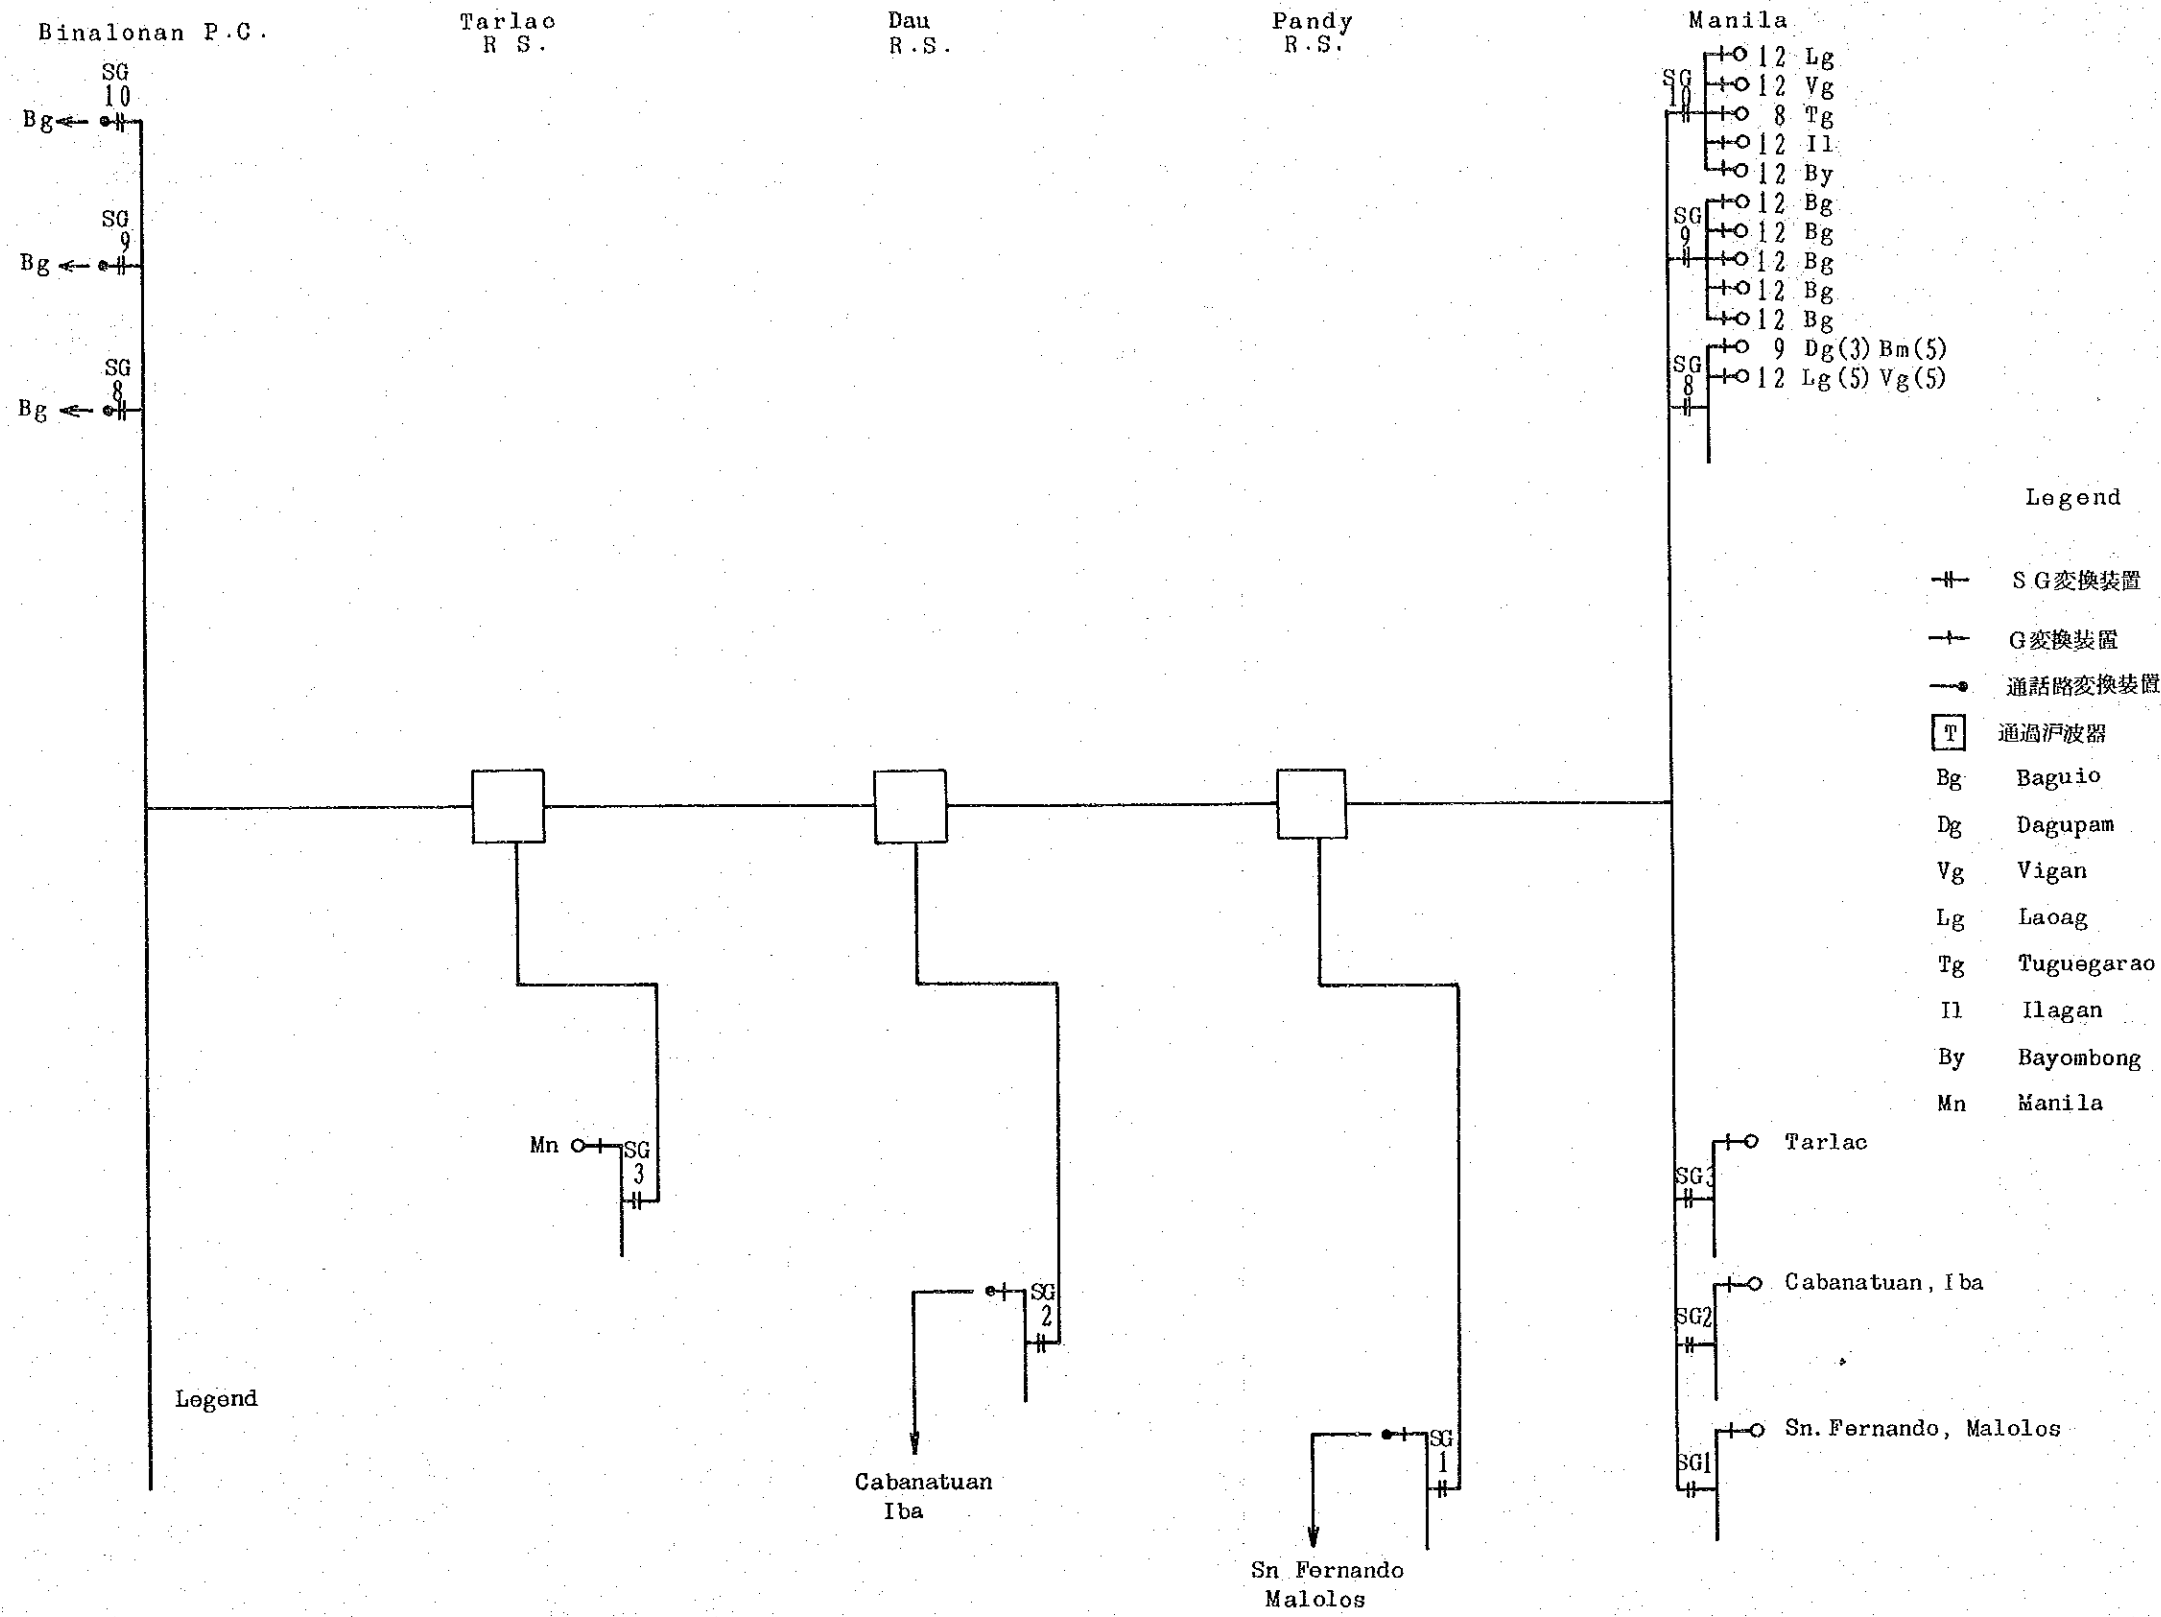 Binalonan P.C.
Tarlac
R S.
Dau
R.S.
Pandy
R.S.
Manila
SG
10
Bg
SG
9
Bg
SG
8
Bg
SG
10
12 Lg
12 Vg
8 Tg
12 Il
12 By
SG
9
12 Bg
12 Bg
12 Bg
12 Bg
12 Bg
SG
8
9 Dg(3) Bm(5)
12 Lg(5) Vg(5)
Legend
SG変換装置
G変換装置
通話路変換装置
T 通過沪波器
Bg Baguio
Dg Dagupam
Vg Vigan
Lg Laoag
Tg Tuguegarao
Il Ilagan
By Bayombong
Mn Manila
Mn
SG
3
SG
2
Cabanatuan
Iba
SG
1
Sn Fernando
Malolos
SG3
Tarlac
SG2
Cabanatuan, Iba
SG1
Sn. Fernando, Malolos
Legend